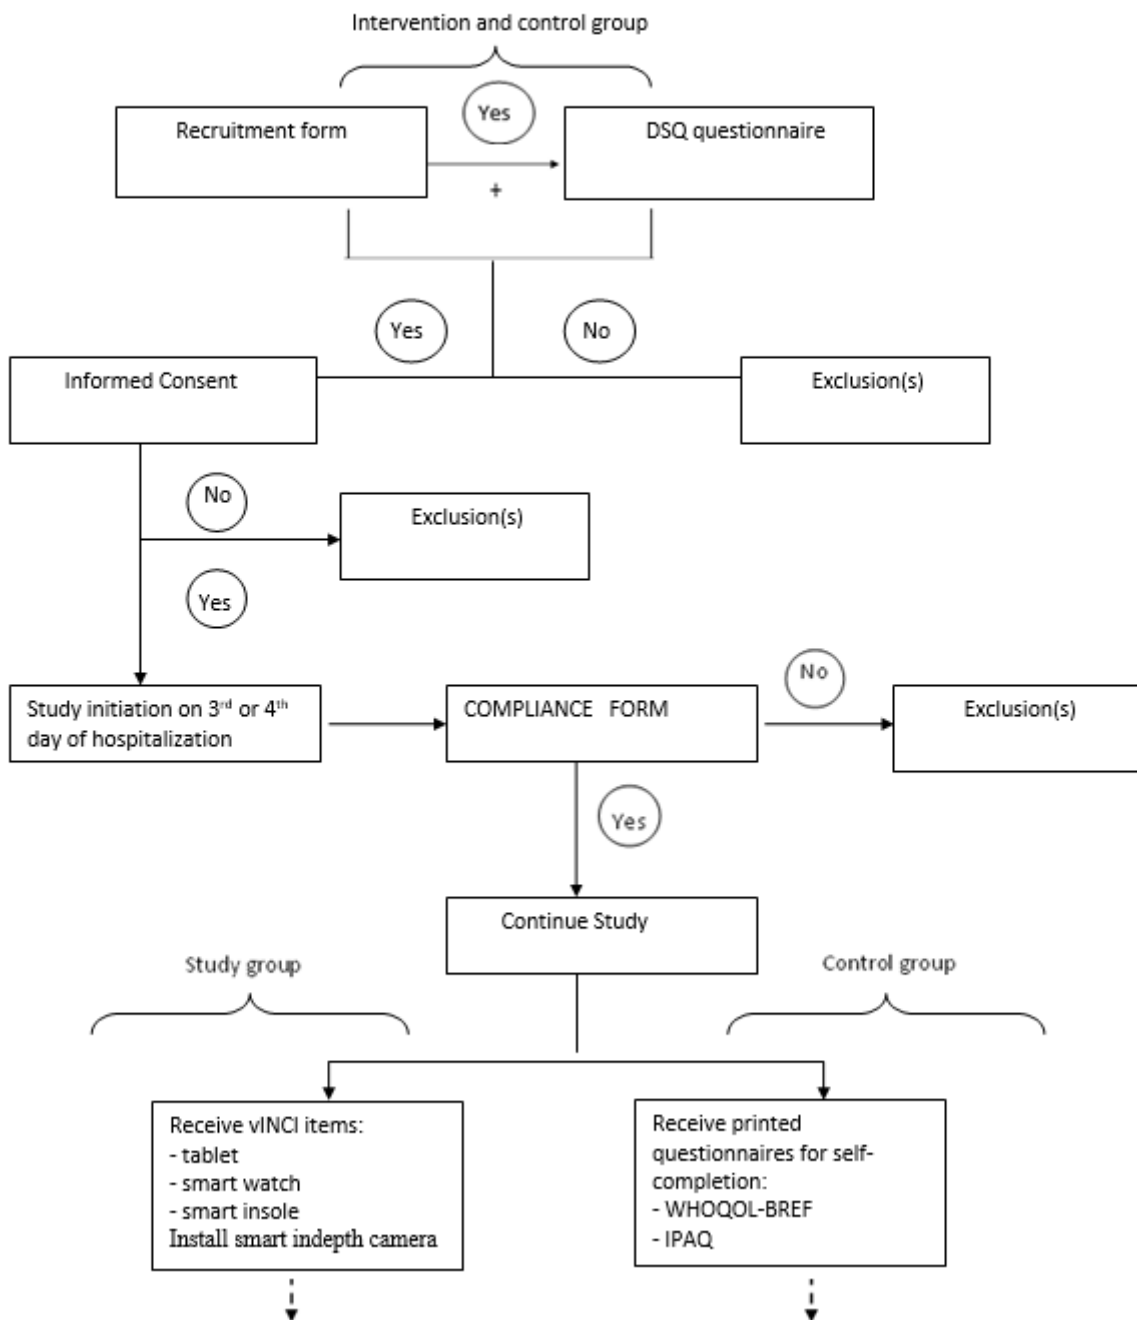 Intervention and control group
Yes
Recruitment form
DSQ questionnaire
+
Yes
No
Informed Consent
Exclusion(s)
No
Exclusion(s)
Yes
No
Study initiation on 3rd or 4th
day of hospitalization
COMPLIANCE FORM
Exclusion(s)
Yes
Continue Study
Study group
Control group
Receive vINCI items:
- tablet
- smart watch
- smart insole
Install smart indepth camera
Receive printed
questionnaires for self-
completion:
- WHOQOL-BREF
- IPAQ